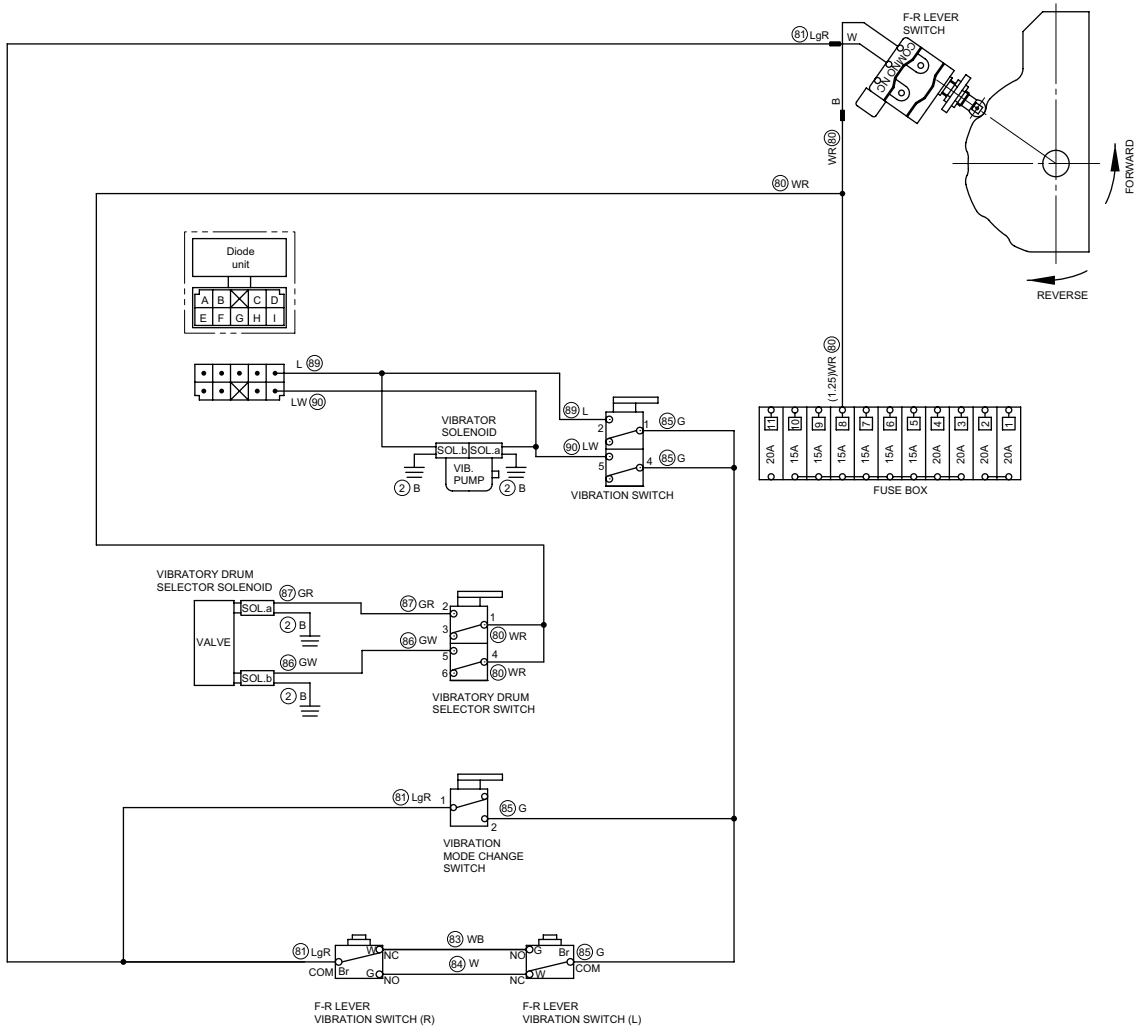 F-R LEVER
SWITCH
81 LgR
W
COM NO NC
B
WR 80
80 WR
FORWARD
REVERSE
Diode
unit
A B C D
E F G H I
(1.25)WR 80
L 89
LW 90
VIBRATOR
SOLENOID
SOL.b SOL.a
VIB.
PUMP
2 B
2 B
89 L
2
1
85 G
90 LW
5
4
85 G
VIBRATION SWITCH
11 10 9 8 7 6 5 4 3 2 1
20A 15A 15A 15A 15A 15A 15A 20A 20A 20A 20A
FUSE BOX
VIBRATORY DRUM
SELECTOR SOLENOID
87 GR
SOL.a
2 B
VALVE
86 GW
SOL.b
2 B
87 GR
2
1
3
80 WR
86 GW
5
4
6
80 WR
VIBRATORY DRUM
SELECTOR SWITCH
81 LgR
1
85 G
2
VIBRATION
MODE CHANGE
SWITCH
81 LgR
COM Br
W NC
G NO
83 WB
84 W
NO G
NC W
Br
85 G
COM
F-R LEVER
VIBRATION SWITCH (R)
F-R LEVER
VIBRATION SWITCH (L)